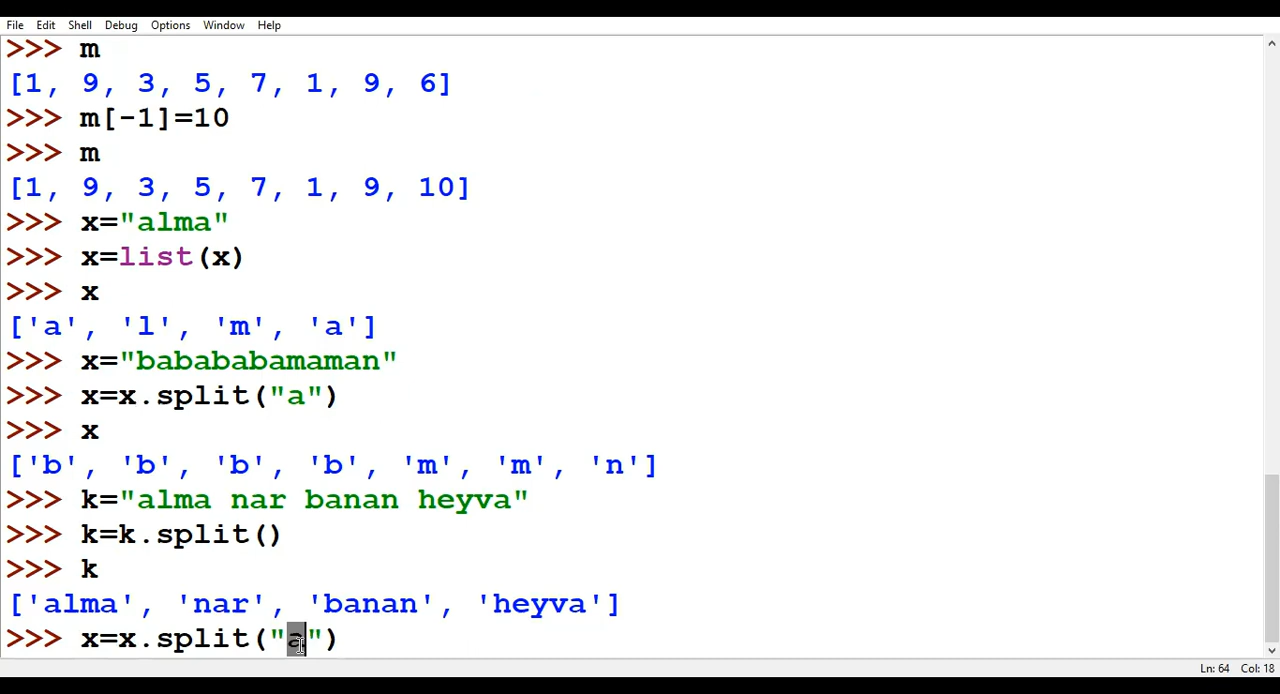 File Edit Shell Debug Options Window Help
>>> m
[1, 9, 3, 5, 7, 1, 9, 6]
>>> m[-1]=10
>>> m
[1, 9, 3, 5, 7, 1, 9, 10]
>>> x="alma"
>>> x=list(x)
>>> x
['a', 'l', 'm', 'a']
>>> x="babababamaman"
>>> x=x.split("a")
>>> x
['b', 'b', 'b', 'b', 'm', 'm', 'n']
>>> k="alma nar banan heyva"
>>> k=k.split()
>>> k
['alma', 'nar', 'banan', 'heyva']
>>> x=x.split("a")
Ln: 64 Col: 18